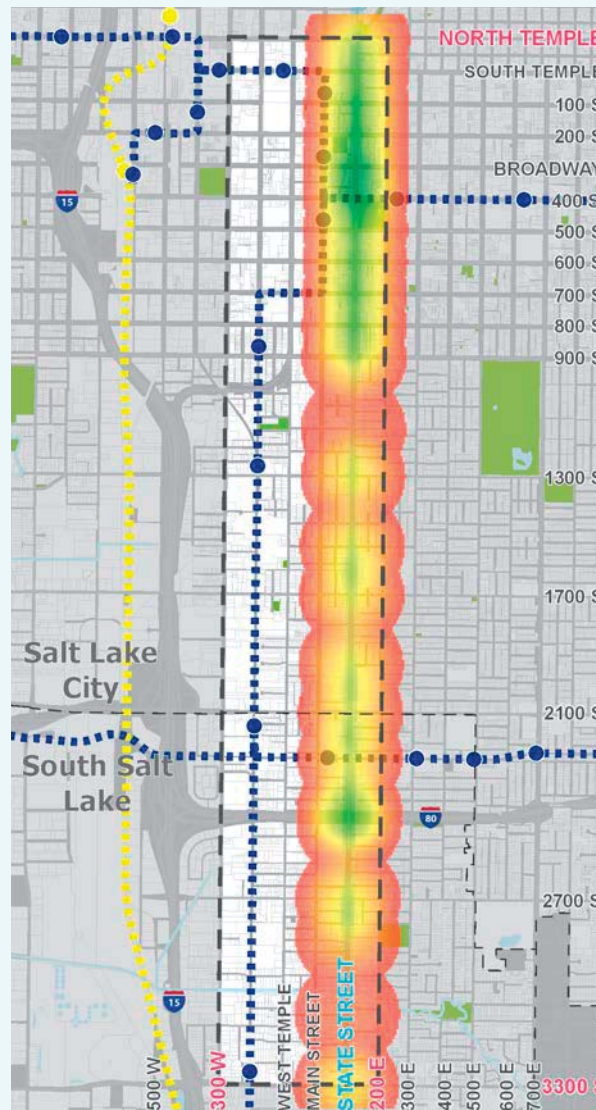 NORTH TEMPLE
SOUTH TEMPLE
100 S
200 S
BROADWAY
15
400 S
500 S
600 S
700 S
800 S
900 S
1300 S
1700 S
Salt Lake
City
2100 S
South Salt
Lake
80
2700 S
15
500 W
300 W
WEST TEMPLE
MAIN STREET
STATE STREET
200 E
300 E
400 E
500 E
600 E
700 E
3300 S